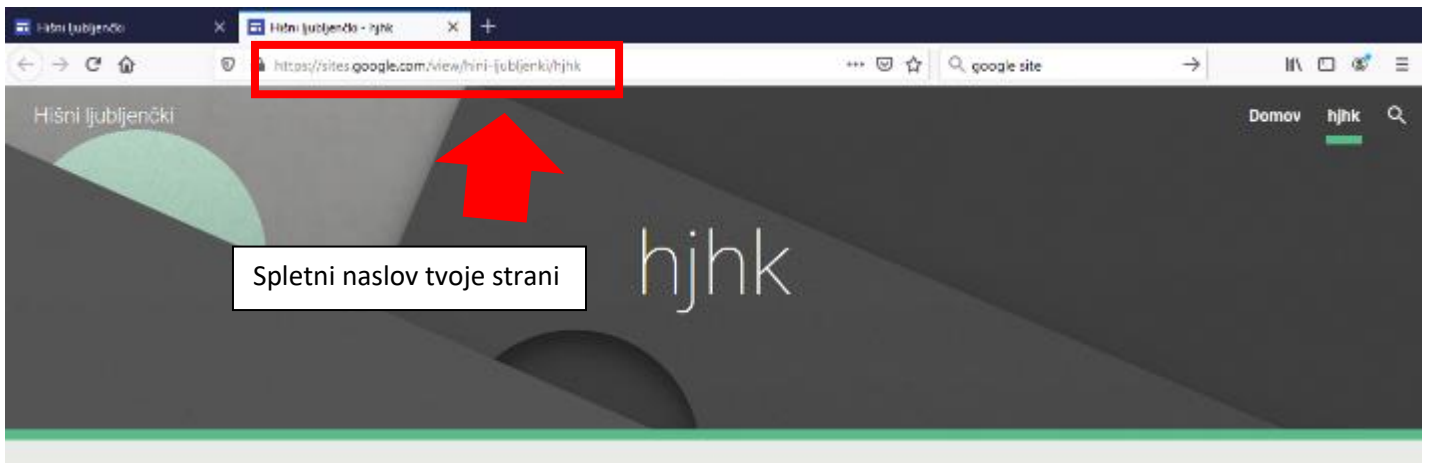 Hišni ljubljenčki
Hišni ljubljenčki - hjhk
https://sites.google.com/view/hini-ljubljenki/hjhk
google site
Hišni ljubljenčki
Domov
hjhk
hjhk
Spletni naslov tvoje strani